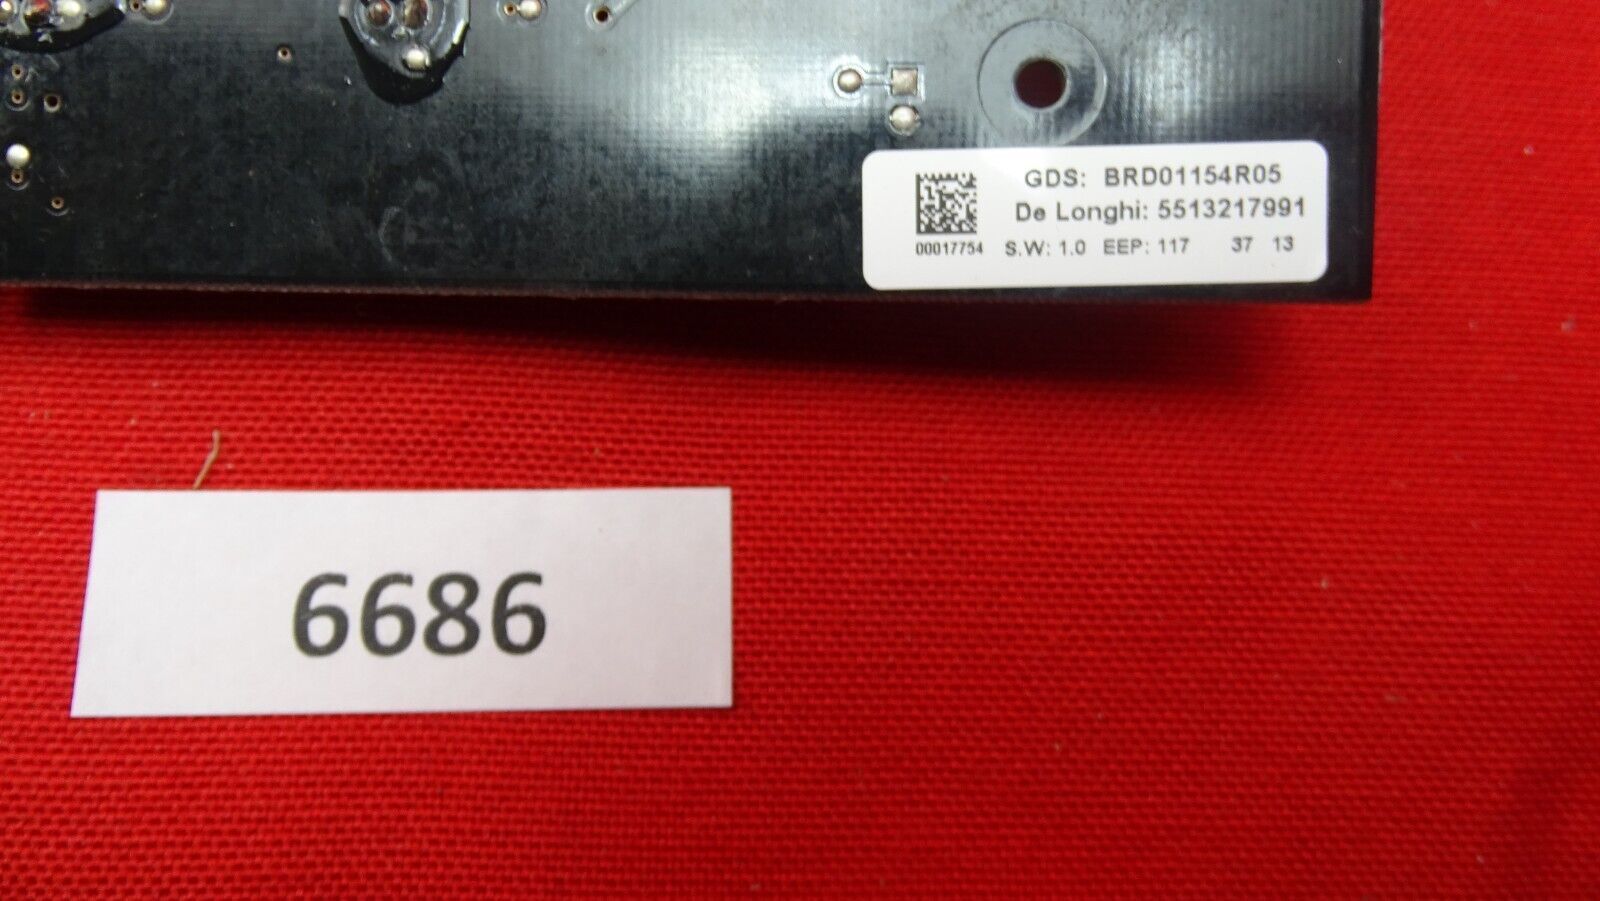 GDS: BRD01154R05
De Longhi: 5513217991
00017754 S.W: 1.0 EEP: 117 37 13
6686